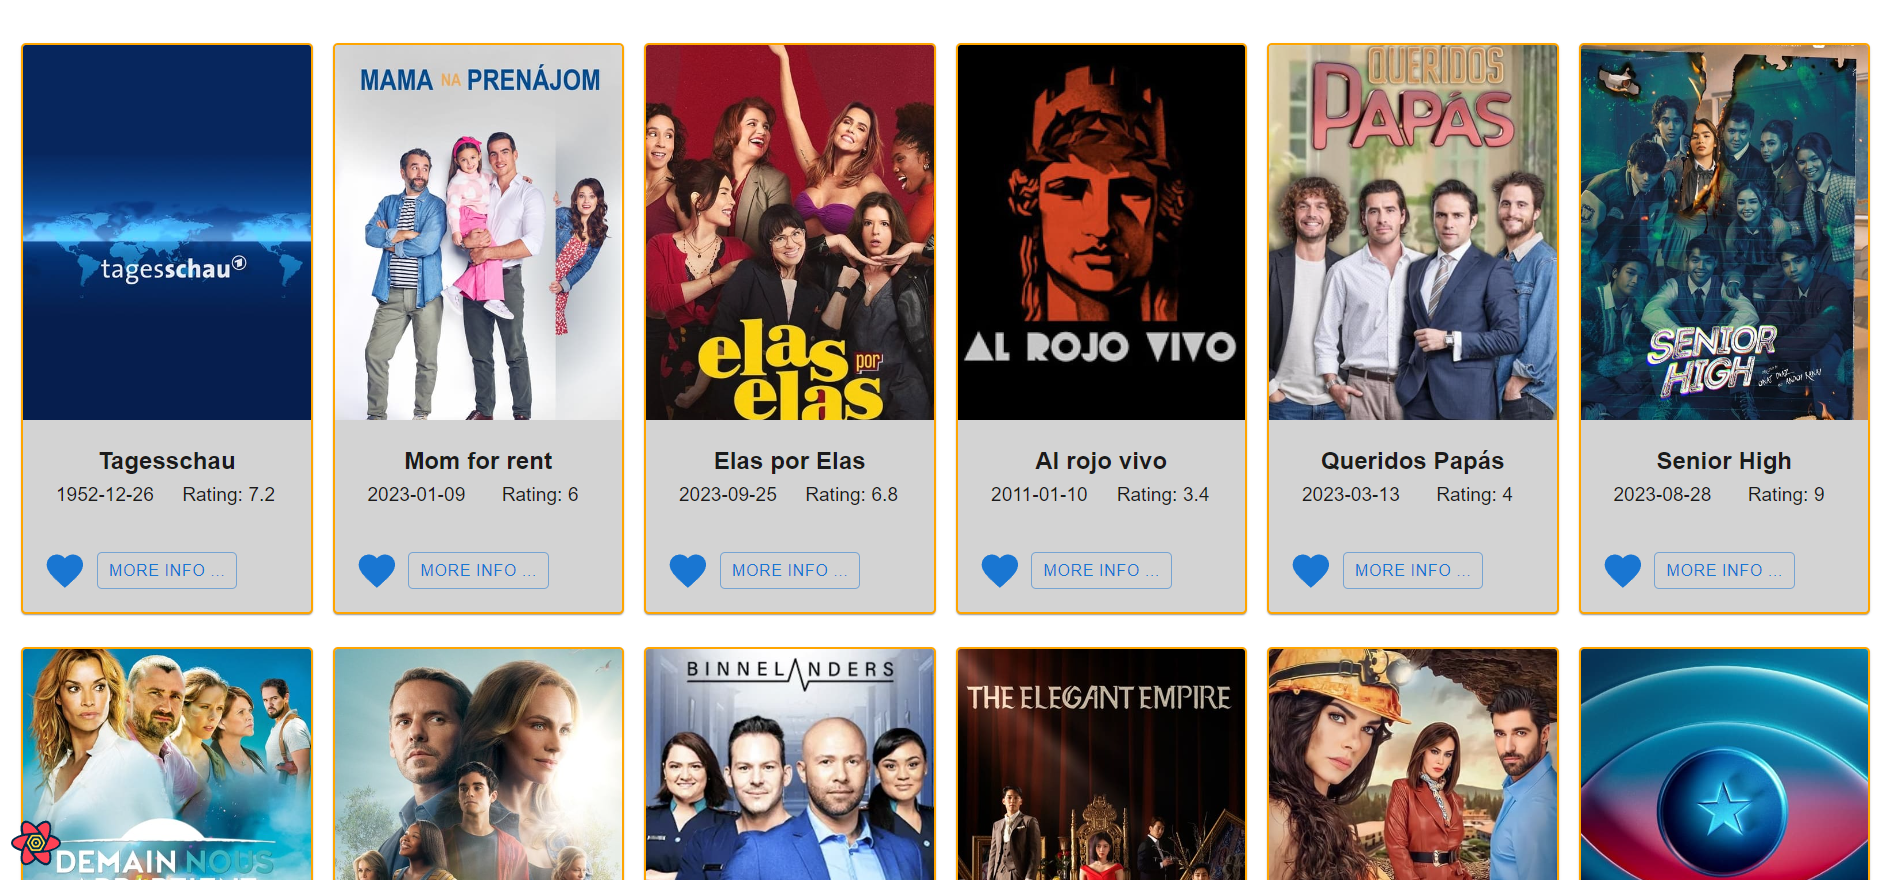 tagesschau
MAMA NA PRENÁJOM
elas
por
elas
AL ROJO VIVO
QUERIDOS
PAPÁS
SENIOR
HIGH
Tagesschau
1952-12-26 Rating: 7.2
MORE INFO ...
Mom for rent
2023-01-09 Rating: 6
MORE INFO ...
Elas por Elas
2023-09-25 Rating: 6.8
MORE INFO ...
Al rojo vivo
2011-01-10 Rating: 3.4
MORE INFO ...
Queridos Papás
2023-03-13 Rating: 4
MORE INFO ...
Senior High
2023-08-28 Rating: 9
MORE INFO ...
DEMAIN NOUS
BINNELANDERS
THE ELEGANT EMPIRE